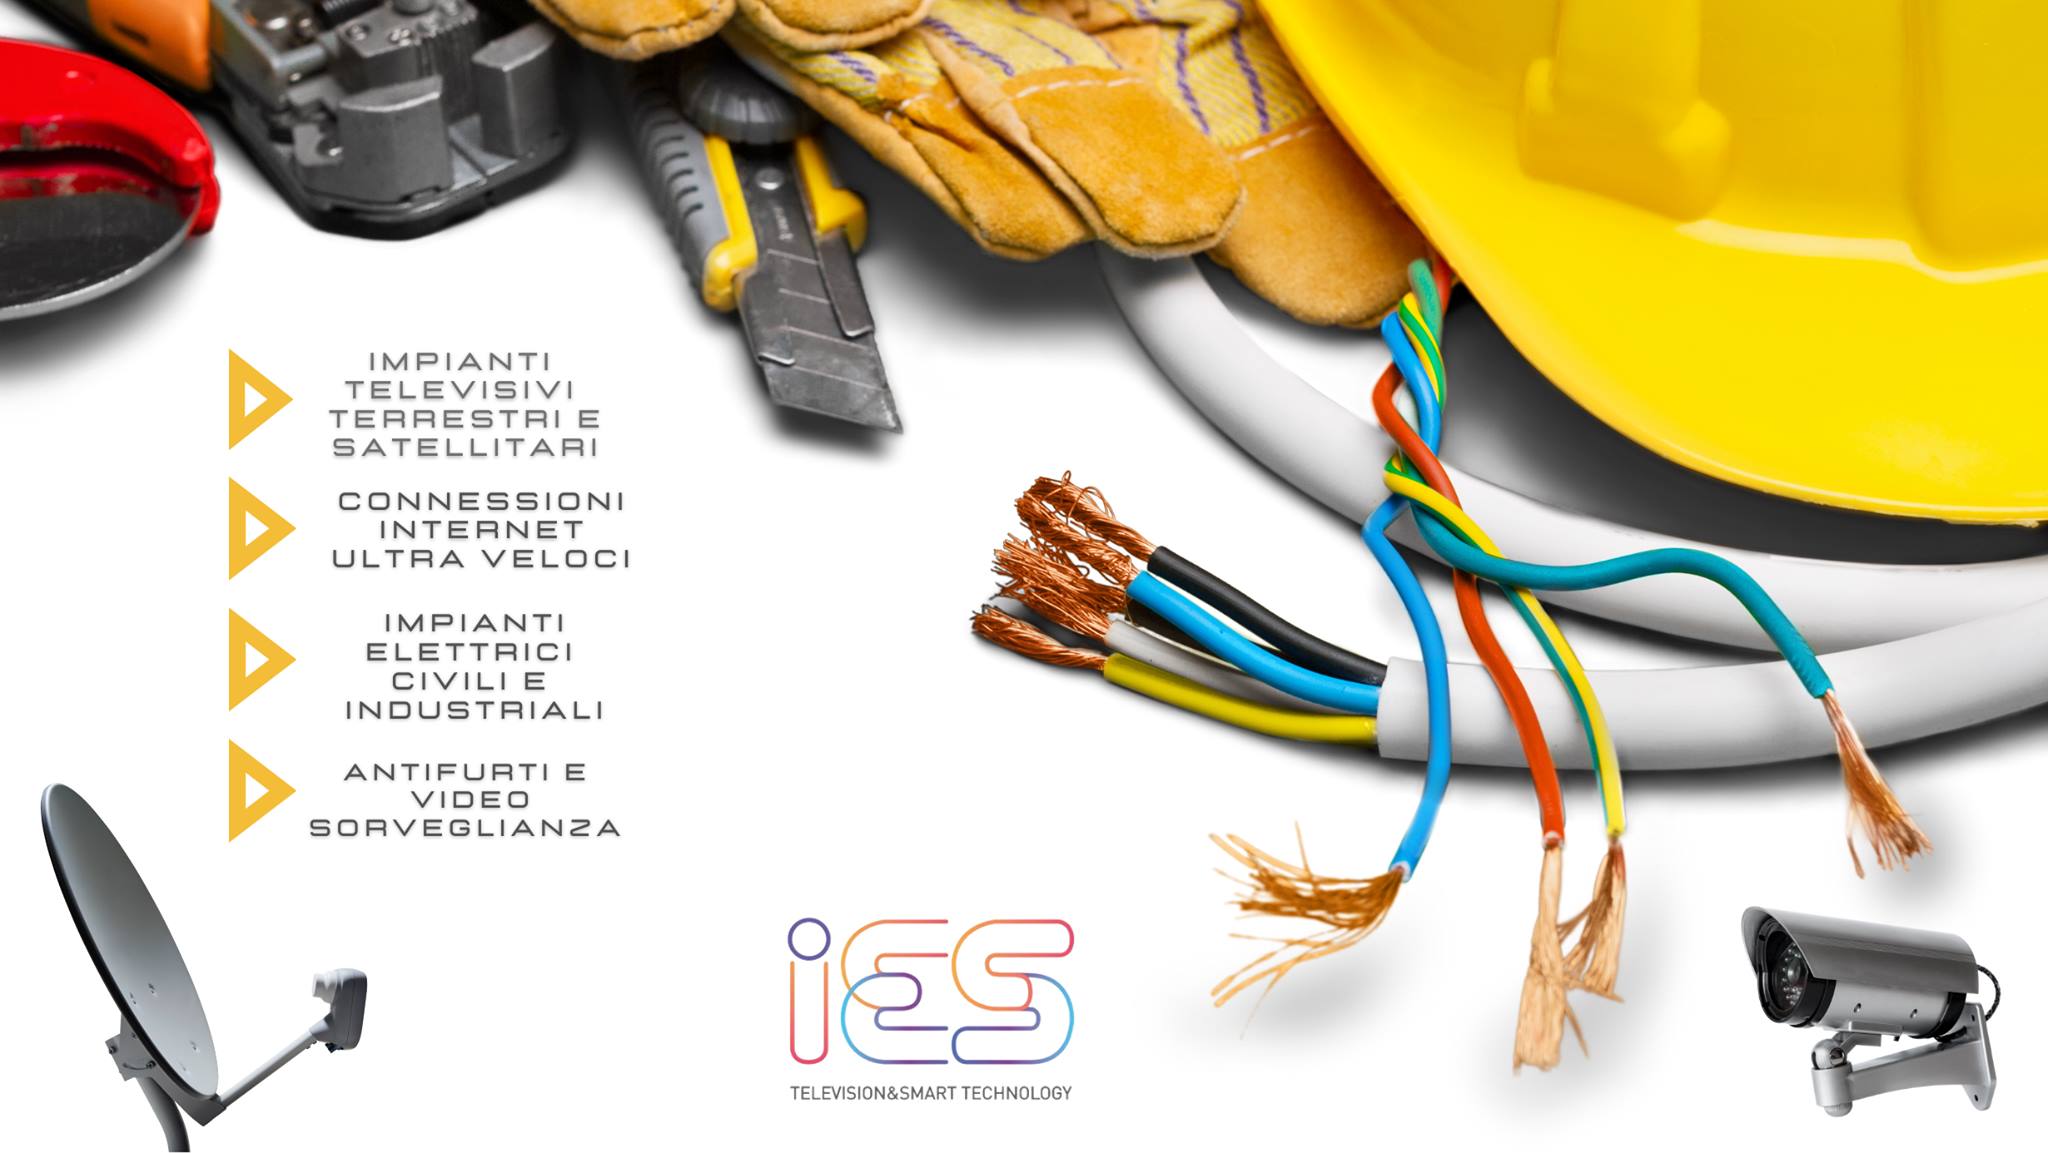 IMPIANTI
TELEVISIVI
TERRESTRI E
SATELLITARI
CONNESSIONI
INTERNET
ULTRA VELOCI
IMPIANTI
ELETTRICI
CIVILI E
INDUSTRIALI
ANTIFURTI E
VIDEO
SORVEGLIANZA
iES
TELEVISION&SMART TECHNOLOGY